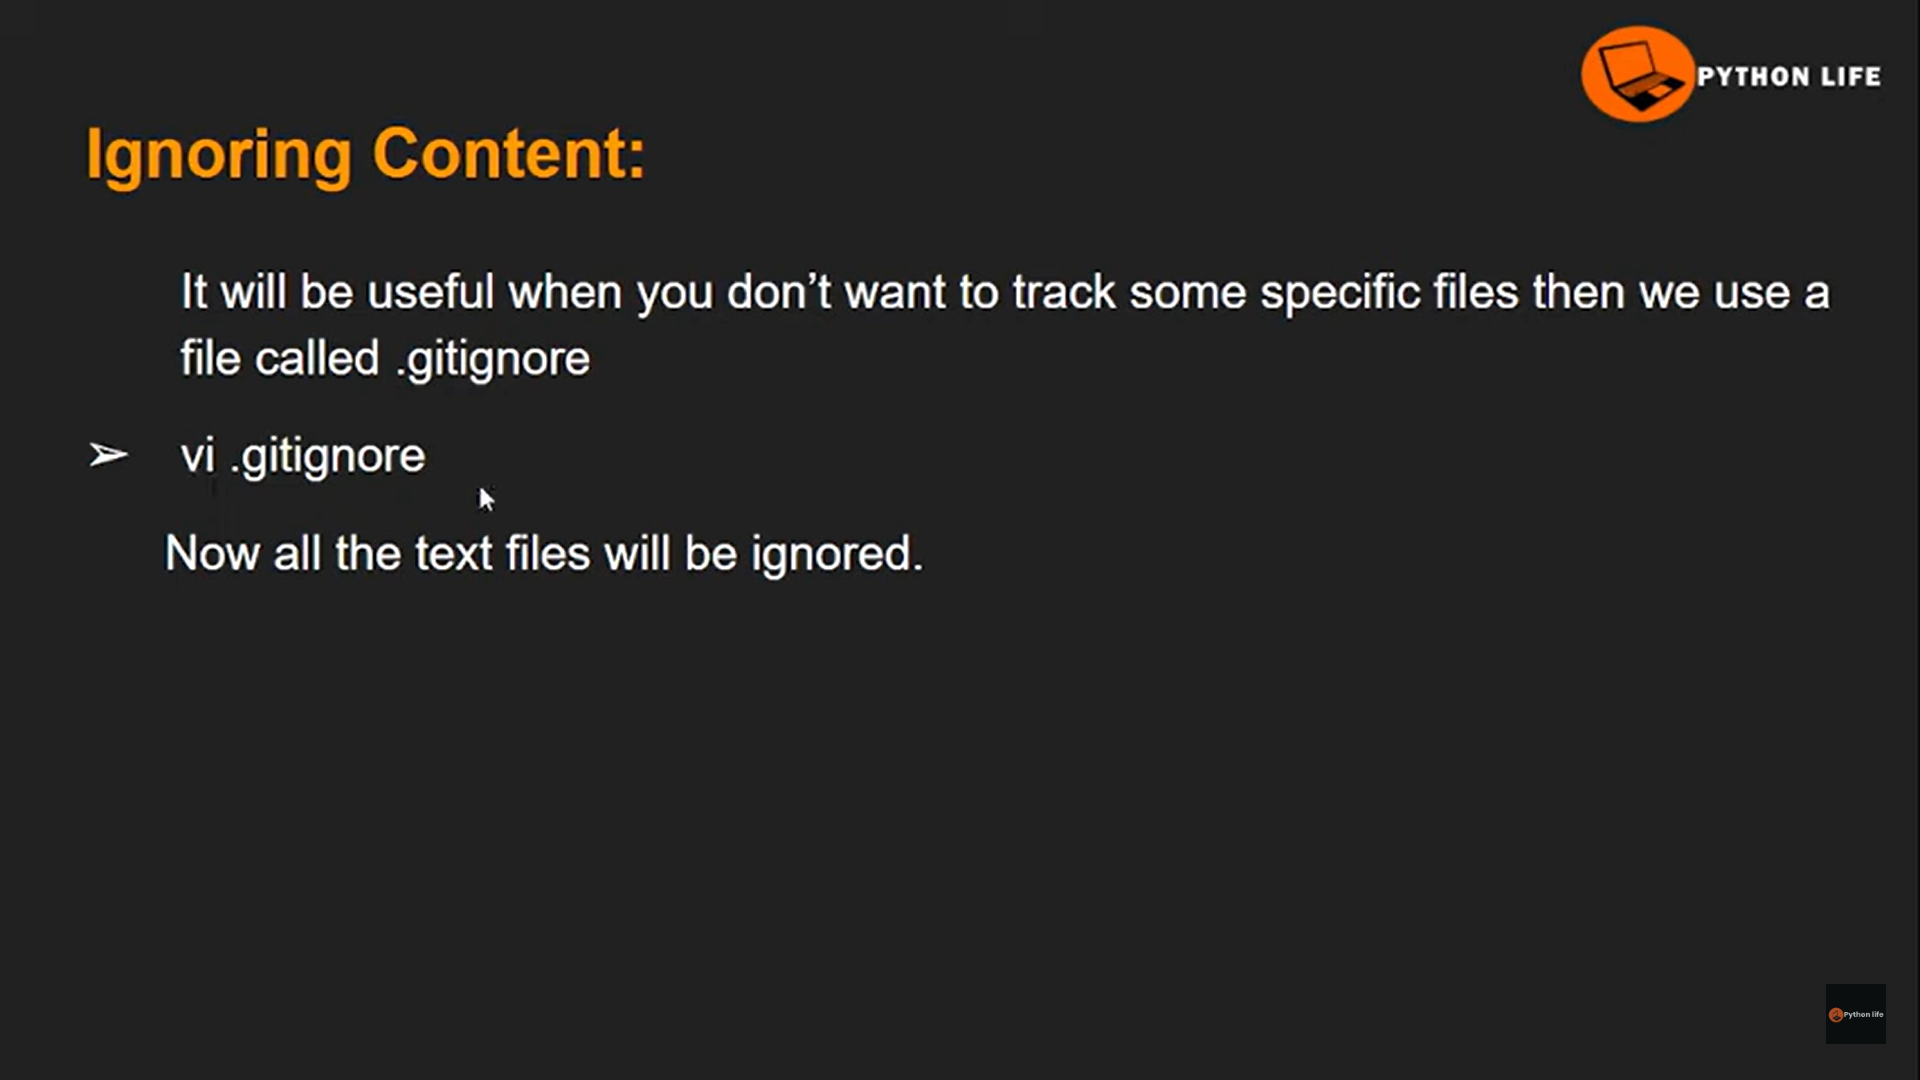 PYTHON LIFE
Ignoring Content:
It will be useful when you don’t want to track some specific files then we use a
file called .gitignore
➢ vi .gitignore
Now all the text files will be ignored.
Python life